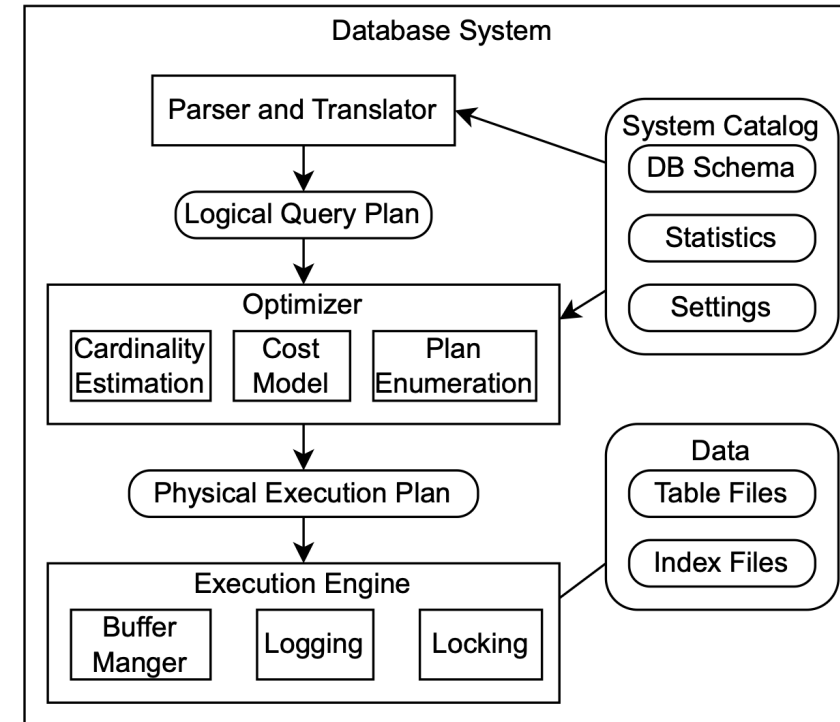 Database System
Parser and Translator
Logical Query Plan
Optimizer
Cardinality
Estimation
Cost
Model
Plan
Enumeration
Physical Execution Plan
Execution Engine
Buffer
Manger
Logging
Locking
System Catalog
DB Schema
Statistics
Settings
Data
Table Files
Index Files